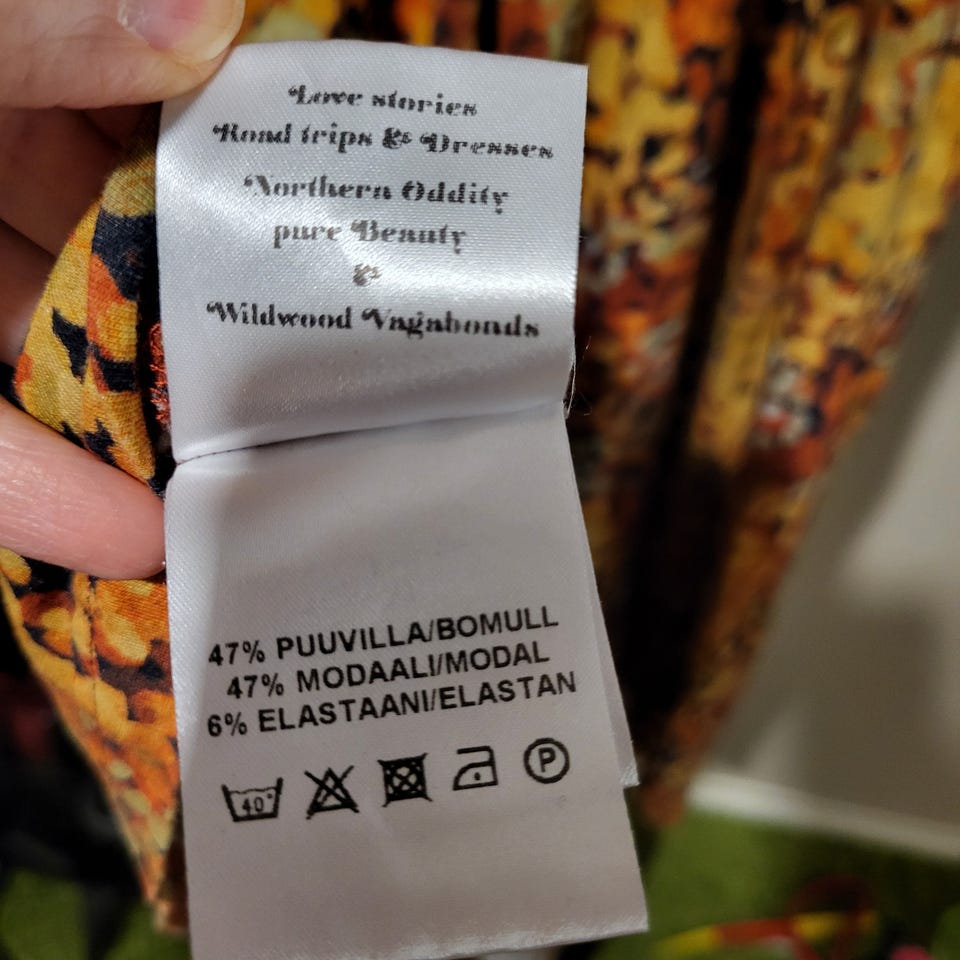 Love stories
Road trips & Dresses
Northern Oddity
pure Beauty
&
Wildwood Vagabonds
47% PUUVILLA/BOMULL
47% MODAALI/MODAL
6% ELASTAANI/ELASTAN
40° P